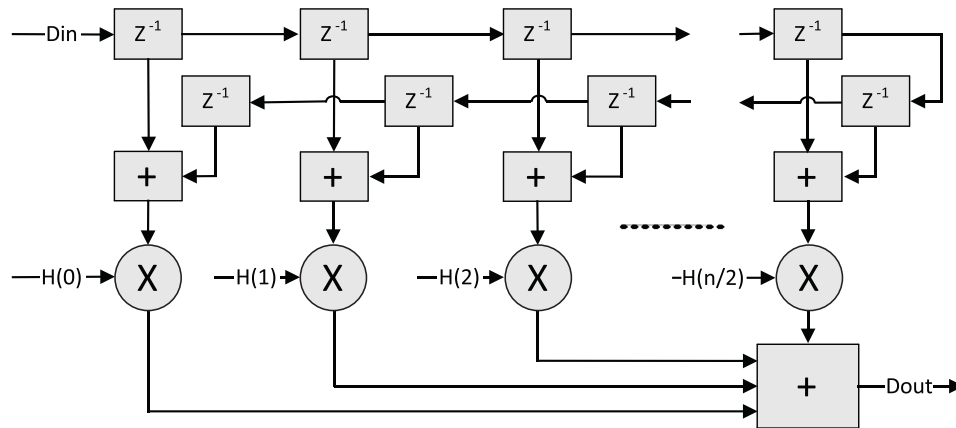 Din Z⁻¹ Z⁻¹ Z⁻¹ Z⁻¹
Z⁻¹ Z⁻¹ Z⁻¹ Z⁻¹
+ + + +
H(0) X H(1) X H(2) X H(n/2) X
+ Dout